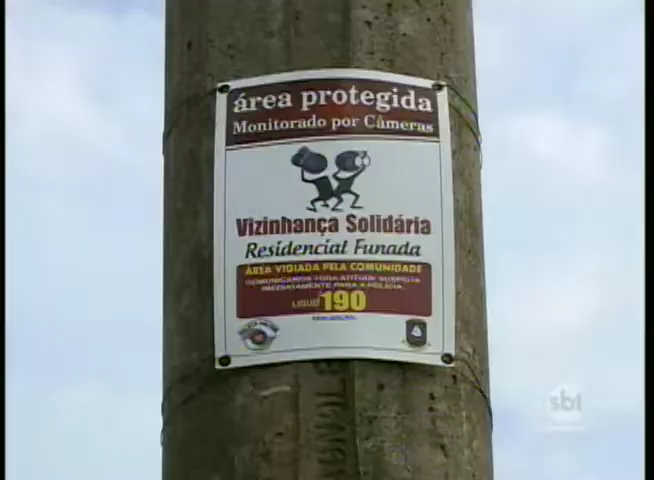 área protegida
Monitorado por Câmeras
Vizinhança Solidária
Residencial Funada
ÁREA VIGIADA PELA COMUNIDADE
COMUNICAMOS TODA ATITUDE SUSPEITA
IMEDIATAMENTE PARA A POLÍCIA.
LIGUE 190
sbt